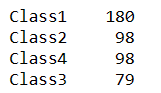 Class1    180
Class2     98
Class4     98
Class3     79